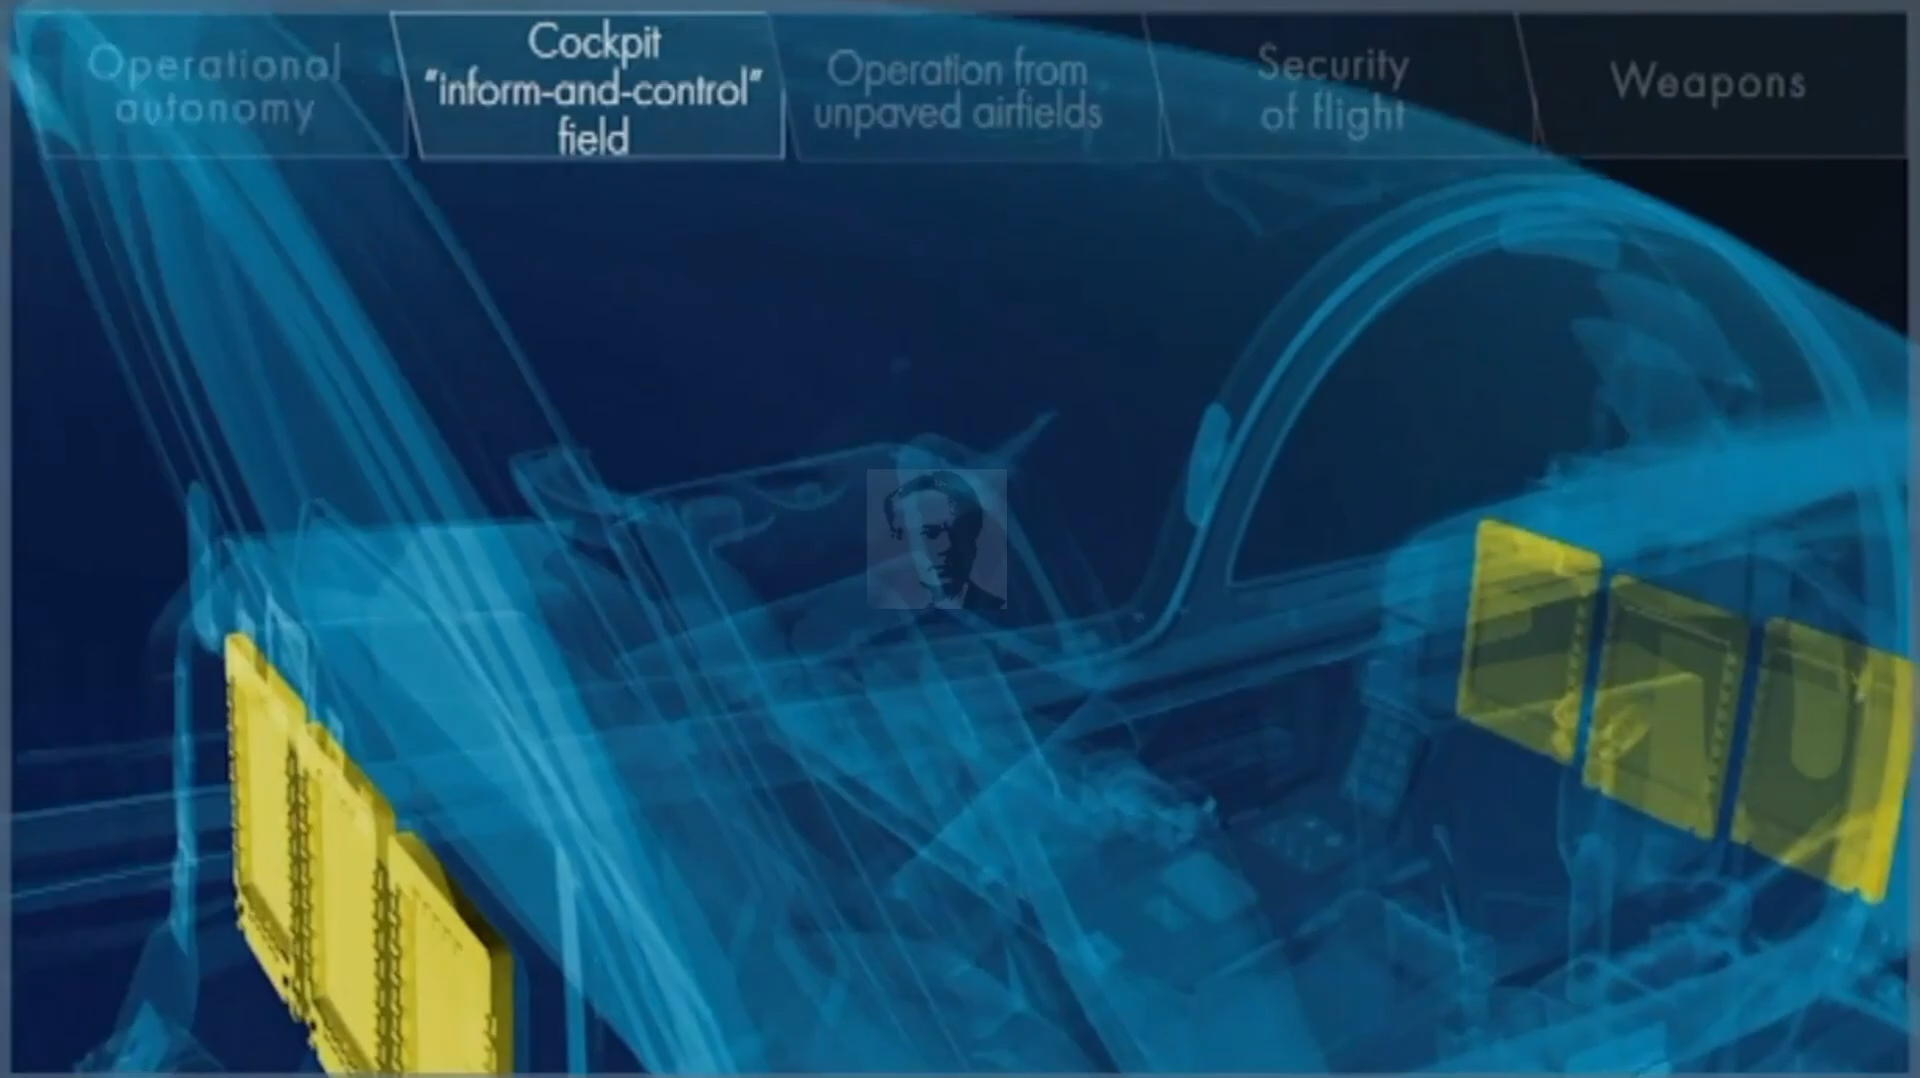 Operational
autonomy
Cockpit
"inform-and-control"
field
Operation from
unpaved airfields
Security
of flight
Weapons